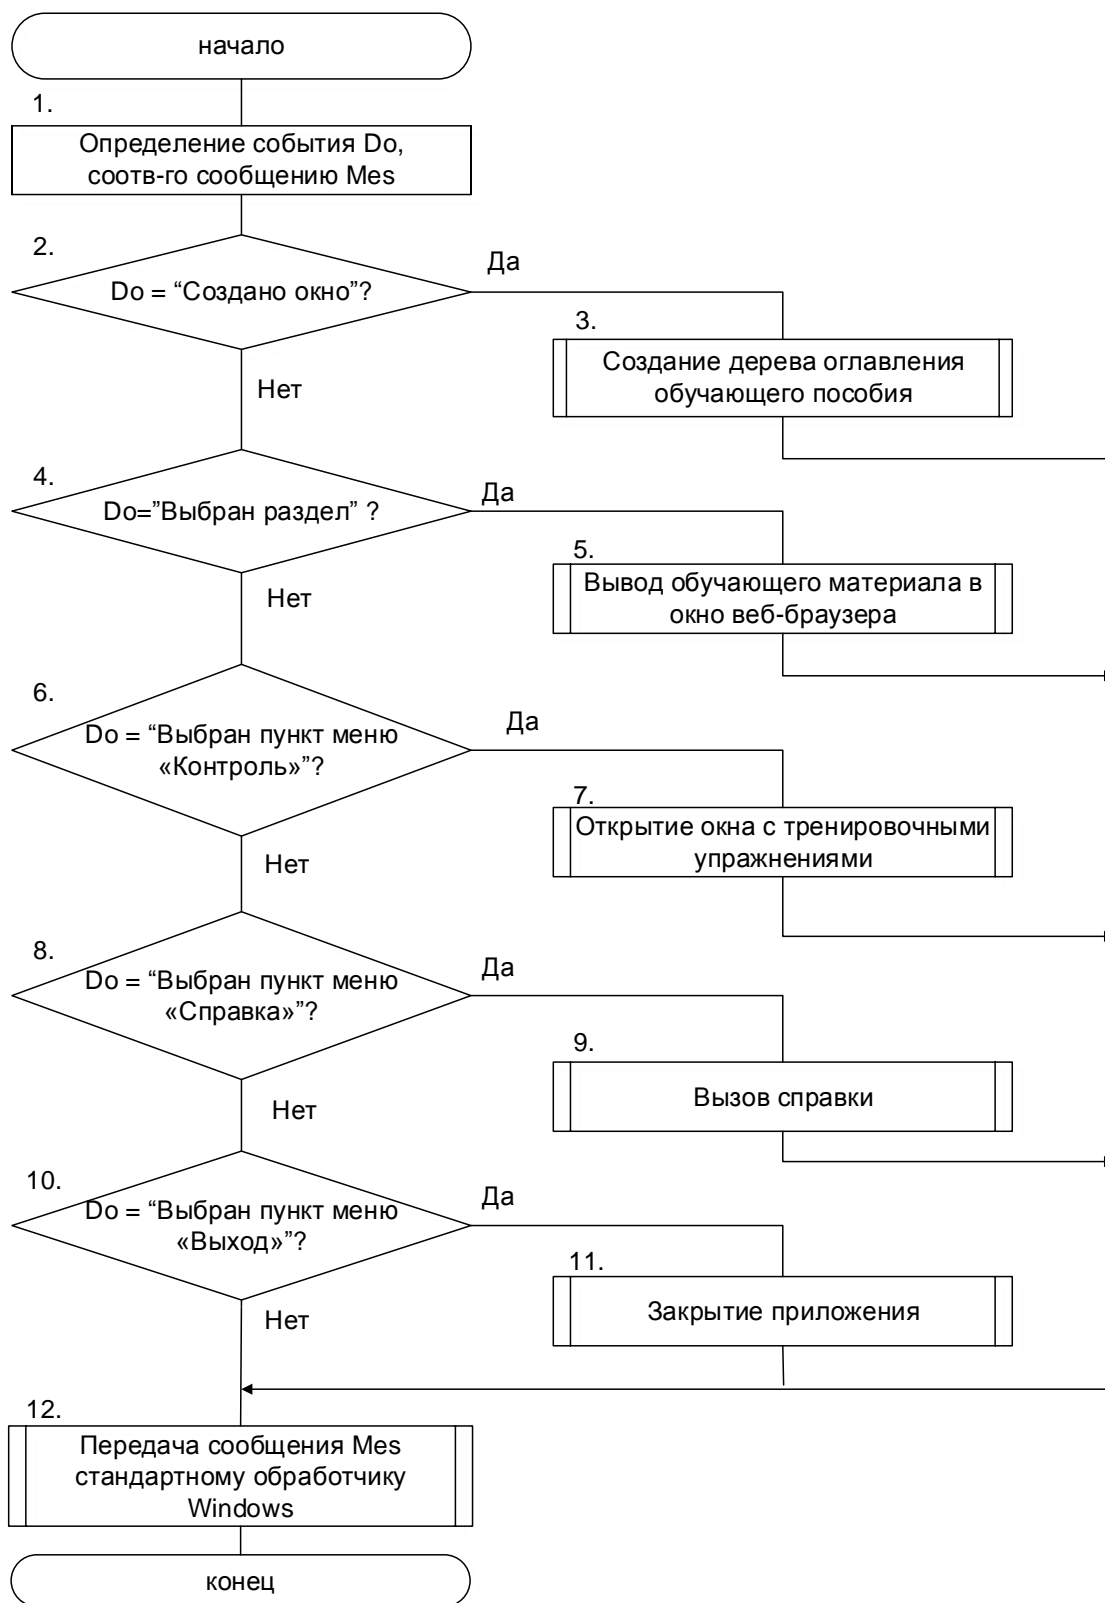 начало
1.
Определение события Do,
соотв-го сообщению Mes
2.
Do = “Создано окно”?
Да
Нет
3.
Создание дерева оглавления
обучающего пособия
4.
Do=”Выбран раздел” ?
Да
Нет
5.
Вывод обучающего материала в
окно веб-браузера
6.
Do = “Выбран пункт меню
«Контроль»”?
Да
Нет
7.
Открытие окна с тренировочными
упражнениями
8.
Do = “Выбран пункт меню
«Справка»”?
Да
Нет
9.
Вызов справки
10.
Do = “Выбран пункт меню
«Выход»”?
Да
Нет
11.
Закрытие приложения
12.
Передача сообщения Mes
стандартному обработчику
Windows
конец